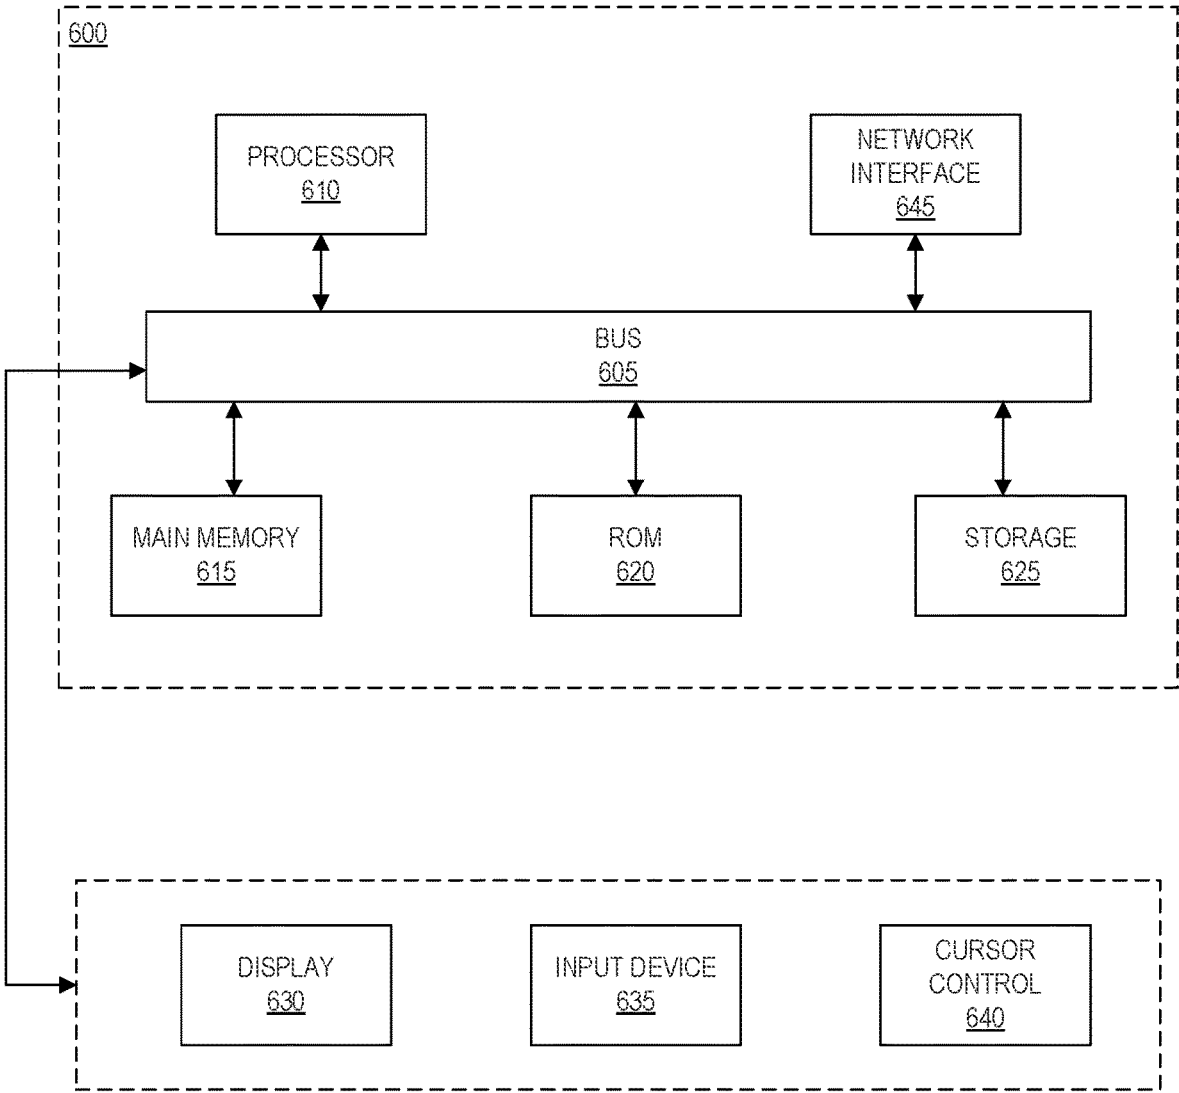 600
PROCESSOR
610
NETWORK
INTERFACE
645
BUS
605
MAIN MEMORY
615
ROM
620
STORAGE
625
DISPLAY
630
INPUT DEVICE
635
CURSOR
CONTROL
640